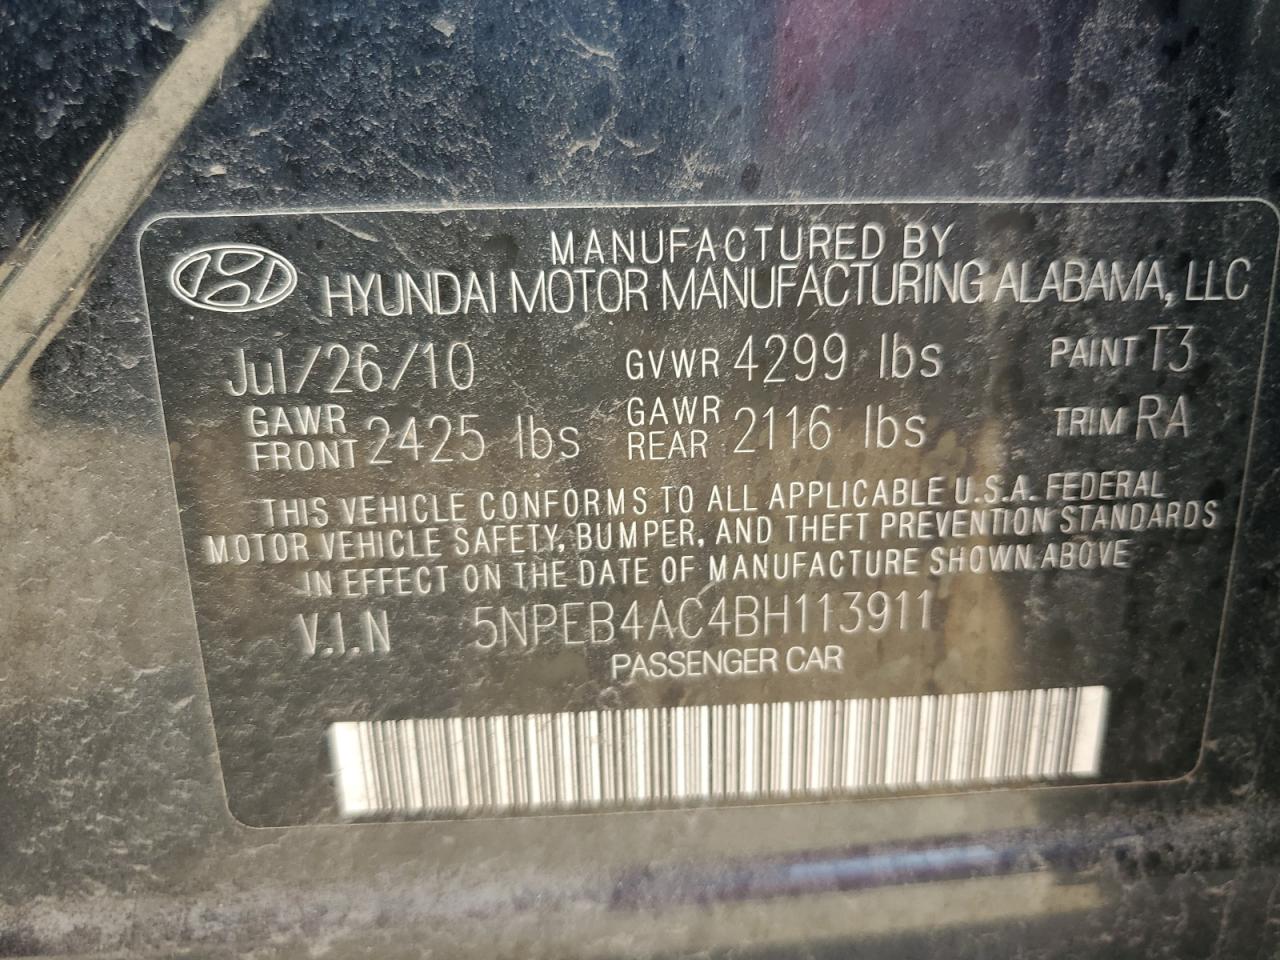 MANUFACTURED BY
HYUNDAI MOTOR MANUFACTURING ALABAMA, LLC
Jul/26/10 GVWR 4299 lbs PAINT T3
GAWR FRONT 2425 lbs GAWR REAR 2116 lbs TRIM RA
THIS VEHICLE CONFORMS TO ALL APPLICABLE U.S.A. FEDERAL
MOTOR VEHICLE SAFETY, BUMPER, AND THEFT PREVENTION STANDARDS
IN EFFECT ON THE DATE OF MANUFACTURE SHOWN ABOVE
V.I.N 5NPEB4AC4BH113911
PASSENGER CAR